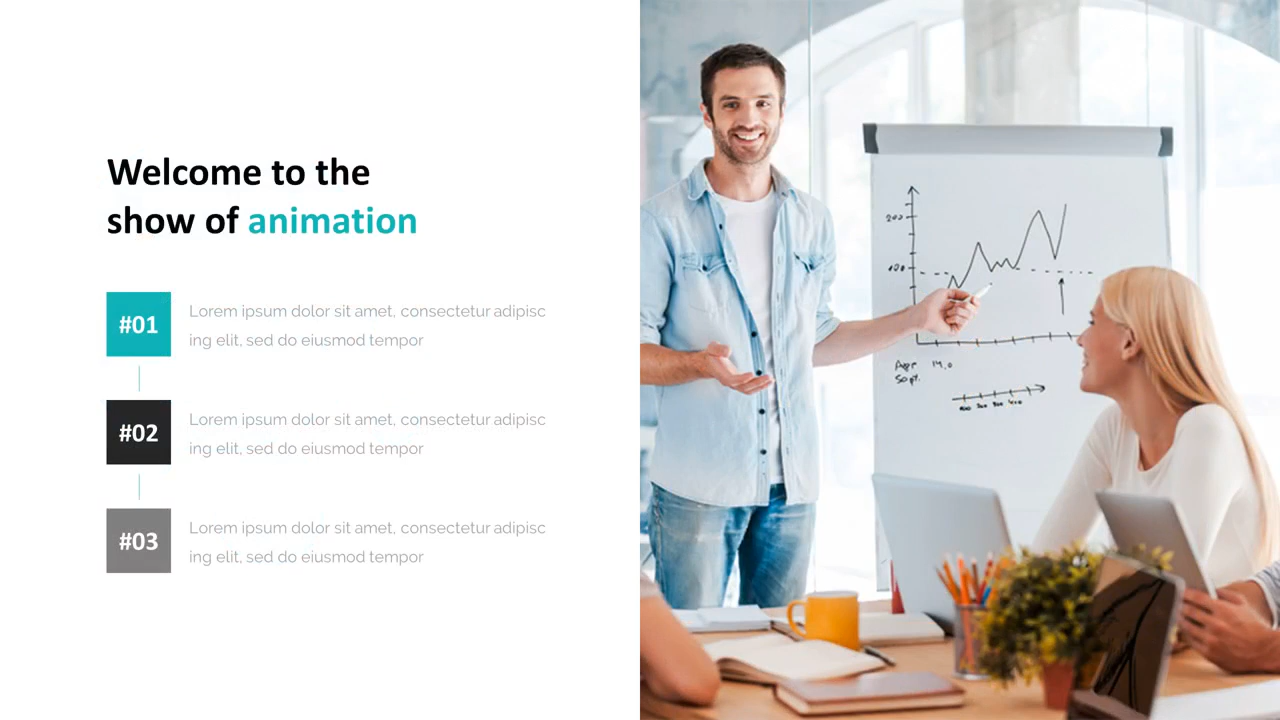 Welcome to the
show of animation
#01
Lorem ipsum dolor sit amet, consectetur adipisc
ing elit, sed do eiusmod tempor
#02
Lorem ipsum dolor sit amet, consectetur adipisc
ing elit, sed do eiusmod tempor
#03
Lorem ipsum dolor sit amet, consectetur adipisc
ing elit, sed do eiusmod tempor
200
100